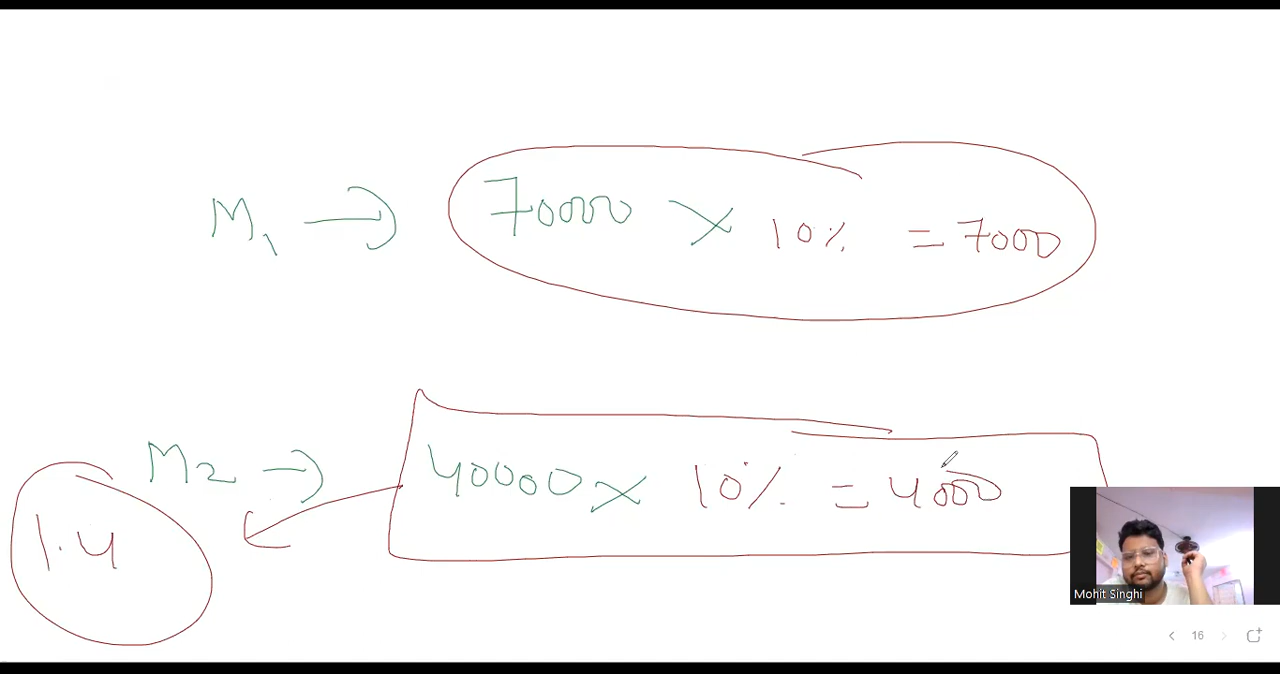 M1 → 70000 × 10% = 7000
M2 → 40000 × 10% = 4000
1.4
Mohit Singhi
16